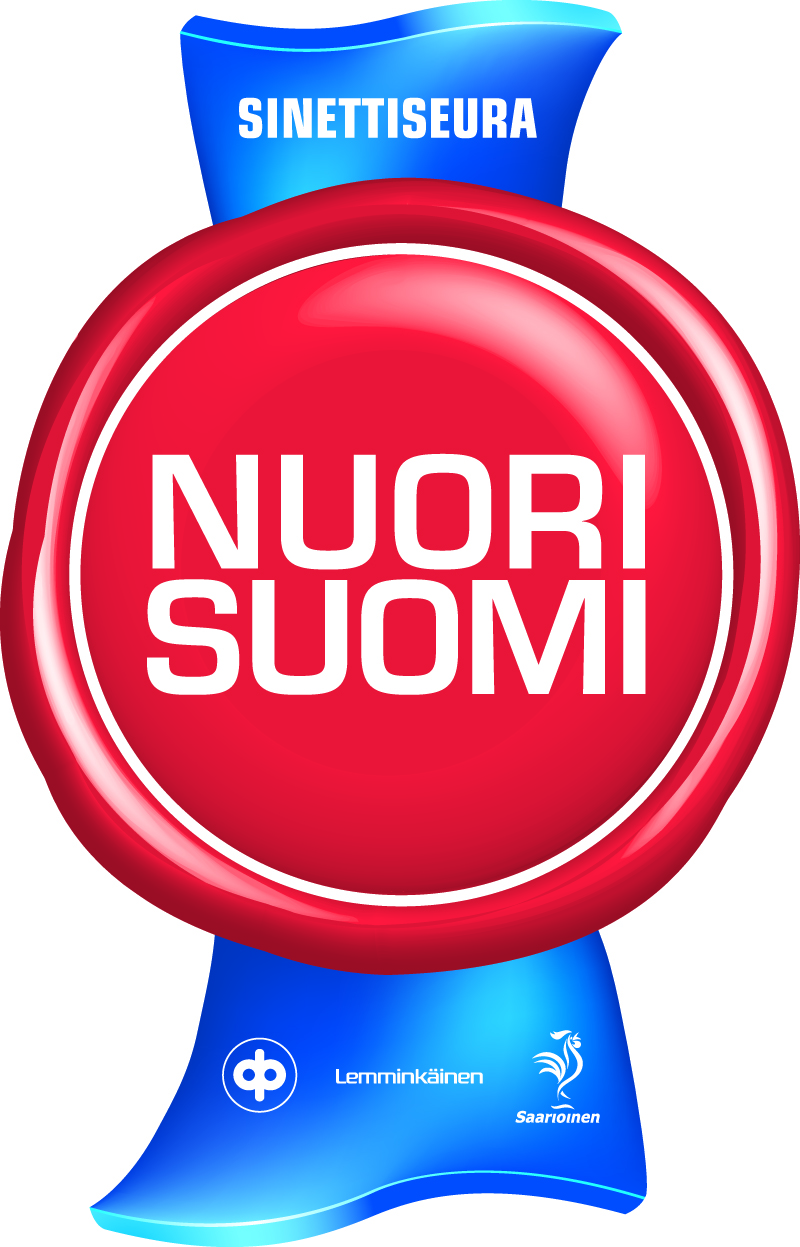 SINETTISEURA
NUORI
SUOMI
Lemminkäinen
Saarioinen